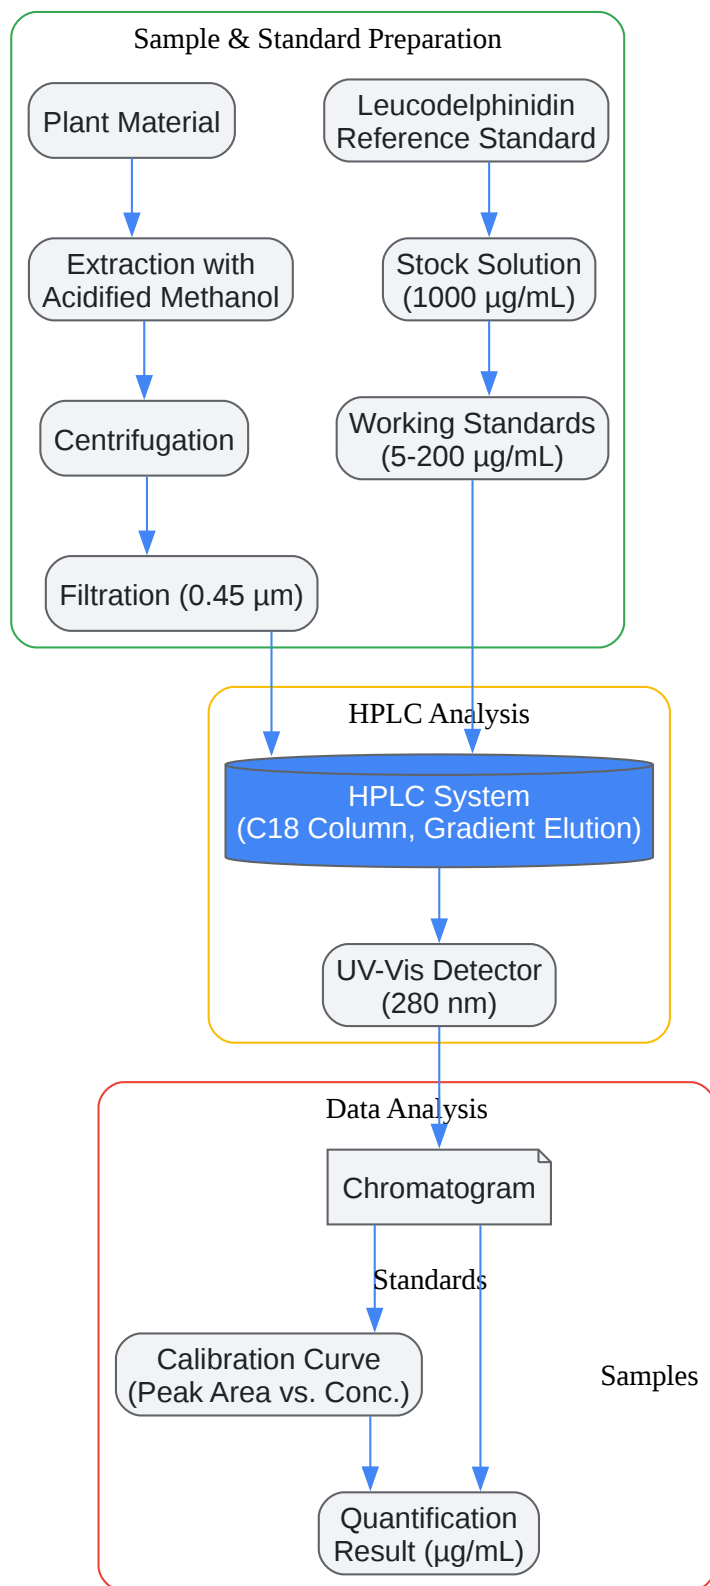 Sample & Standard Preparation
Plant Material
Leucodelphinidin
Reference Standard
Extraction with
Acidified Methanol
Stock Solution
(1000 µg/mL)
Centrifugation
Working Standards
(5-200 µg/mL)
Filtration (0.45 µm)
HPLC Analysis
HPLC System
(C18 Column, Gradient Elution)
UV-Vis Detector
(280 nm)
Data Analysis
Chromatogram
Standards
Calibration Curve
(Peak Area vs. Conc.)
Samples
Quantification
Result (µg/mL)